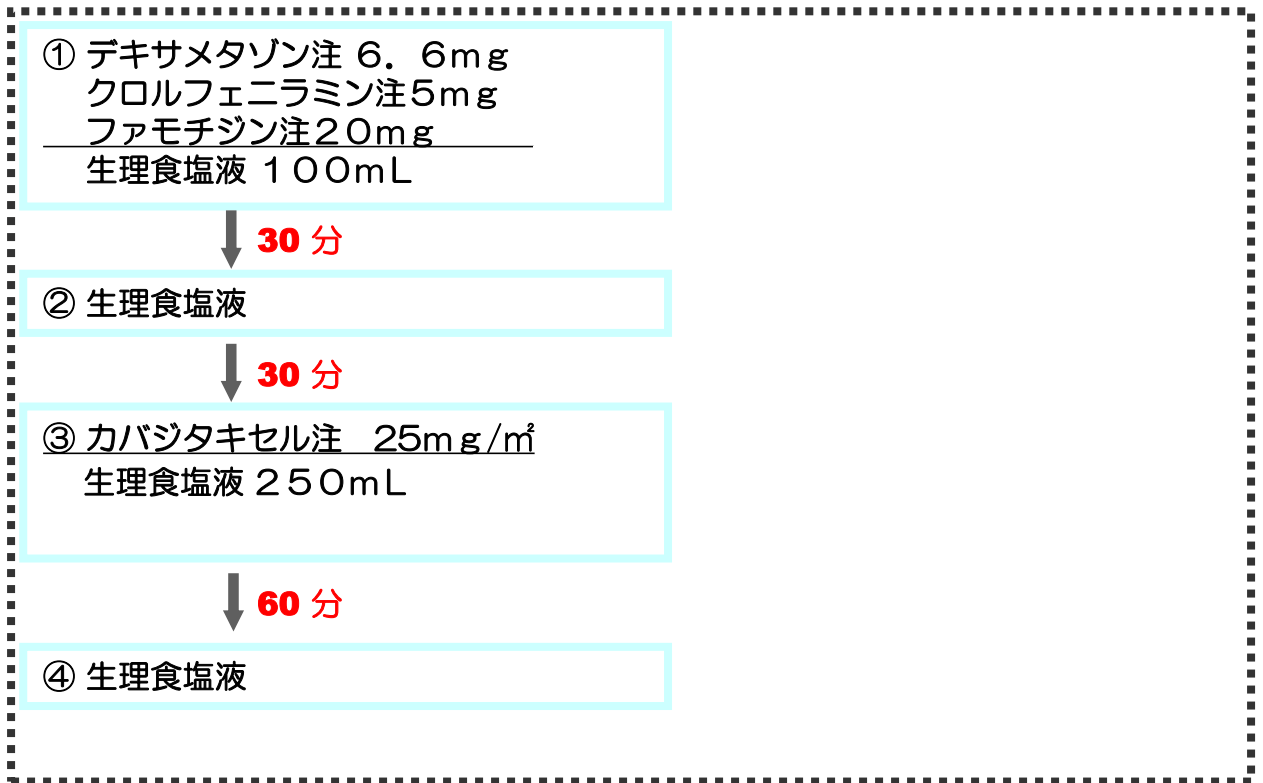 ① デキサメタゾン注 ６．６ｍｇ
クロルフェニラミン注５ｍｇ
ファモチジン注２０ｍｇ
生理食塩液 １００ｍＬ
30 分
② 生理食塩液
30 分
③ カバジタキセル注　25ｍｇ/㎡
生理食塩液 ２５０ｍＬ
60 分
④ 生理食塩液